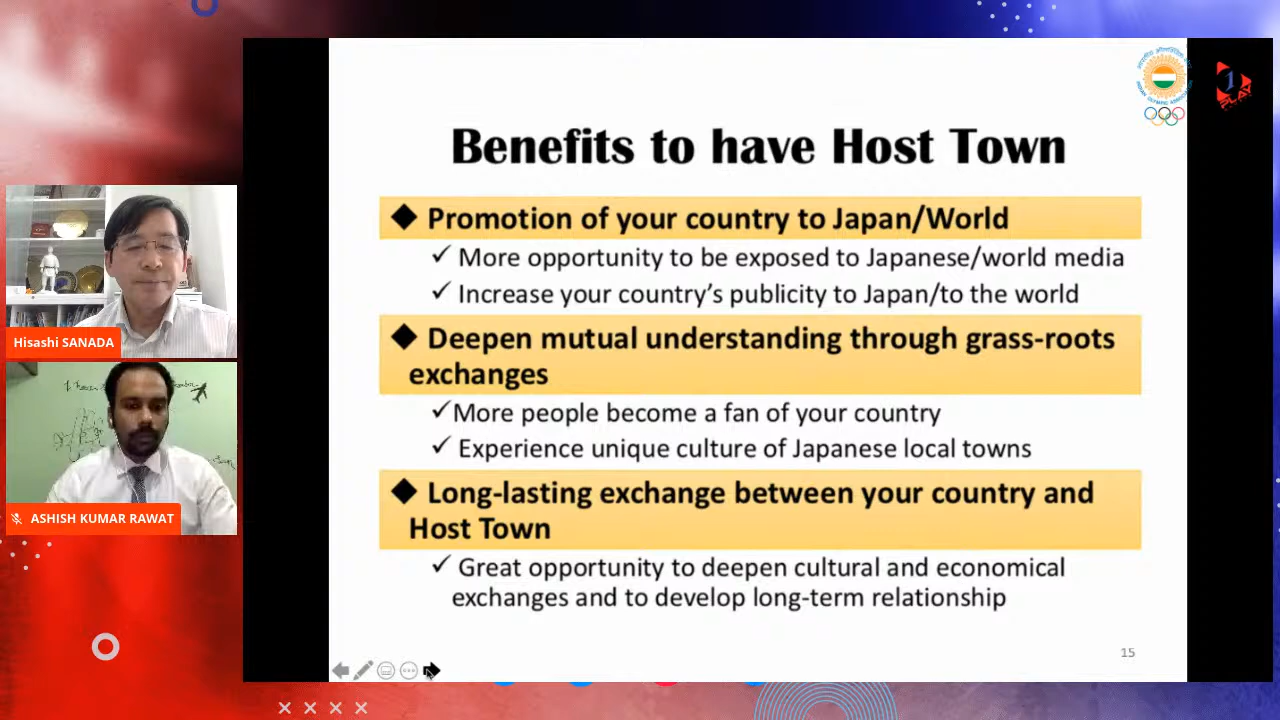 Benefits to have Host Town
◆ Promotion of your country to Japan/World
✓ More opportunity to be exposed to Japanese/world media
✓ Increase your country's publicity to Japan/to the world
◆ Deepen mutual understanding through grass-roots
exchanges
✓More people become a fan of your country
✓ Experience unique culture of Japanese local towns
◆ Long-lasting exchange between your country and
Host Town
✓ Great opportunity to deepen cultural and economical
exchanges and to develop long-term relationship
15
Hisashi SANADA
ASHISH KUMAR RAWAT
1
PLAY